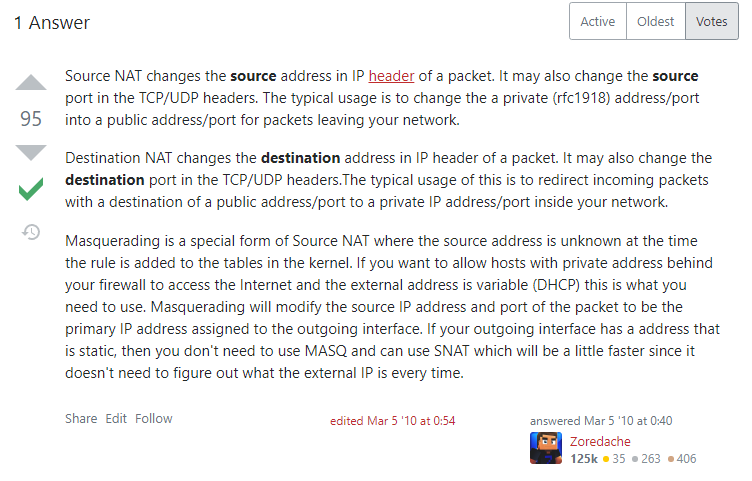 1 Answer
Active Oldest Votes
Source NAT changes the source address in IP header of a packet. It may also change the source
port in the TCP/UDP headers. The typical usage is to change the a private (rfc1918) address/port
into a public address/port for packets leaving your network.
95
Destination NAT changes the destination address in IP header of a packet. It may also change the
destination port in the TCP/UDP headers.The typical usage of this is to redirect incoming packets
with a destination of a public address/port to a private IP address/port inside your network.
Masquerading is a special form of Source NAT where the source address is unknown at the time
the rule is added to the tables in the kernel. If you want to allow hosts with private address behind
your firewall to access the Internet and the external address is variable (DHCP) this is what you
need to use. Masquerading will modify the source IP address and port of the packet to be the
primary IP address assigned to the outgoing interface. If your outgoing interface has a address that
is static, then you don't need to use MASQ and can use SNAT which will be a little faster since it
doesn't need to figure out what the external IP is every time.
Share Edit Follow
edited Mar 5 '10 at 0:54
answered Mar 5 '10 at 0:40
Zoredache
125k 35 263 406